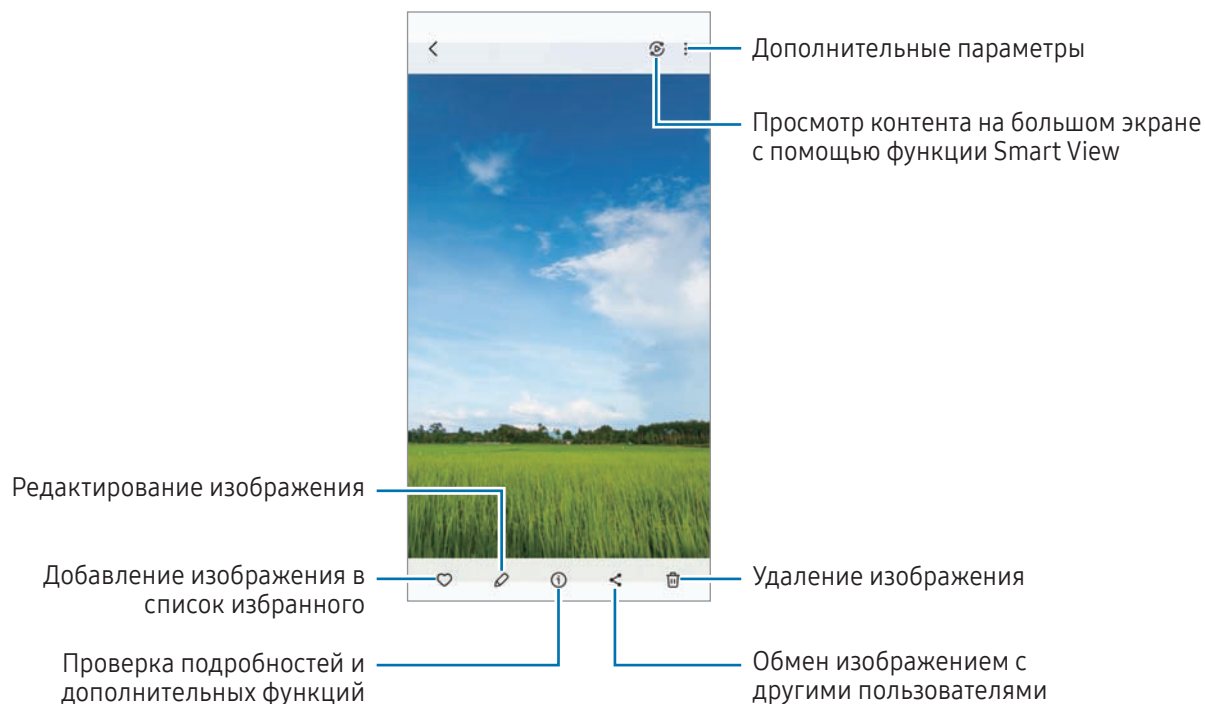 Дополнительные параметры
Просмотр контента на большом экране
с помощью функции Smart View
Редактирование изображения
Добавление изображения в
список избранного
Удаление изображения
Проверка подробностей и
дополнительных функций
Обмен изображением с
другими пользователями